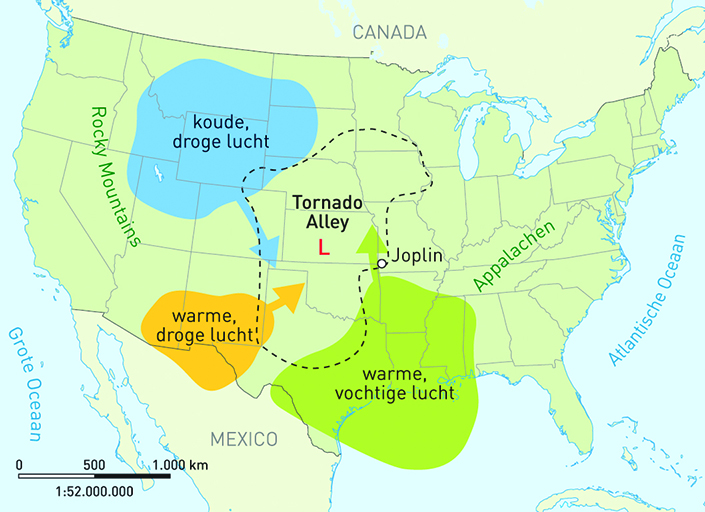 CANADA
koude,
droge lucht
Rocky Mountains
Tornado
Alley
L
Joplin
Appalachen
Atlantische Oceaan
warme,
droge lucht
Grote Oceaan
warme,
vochtige lucht
MEXICO
0 500 1.000 km
1:52.000.000